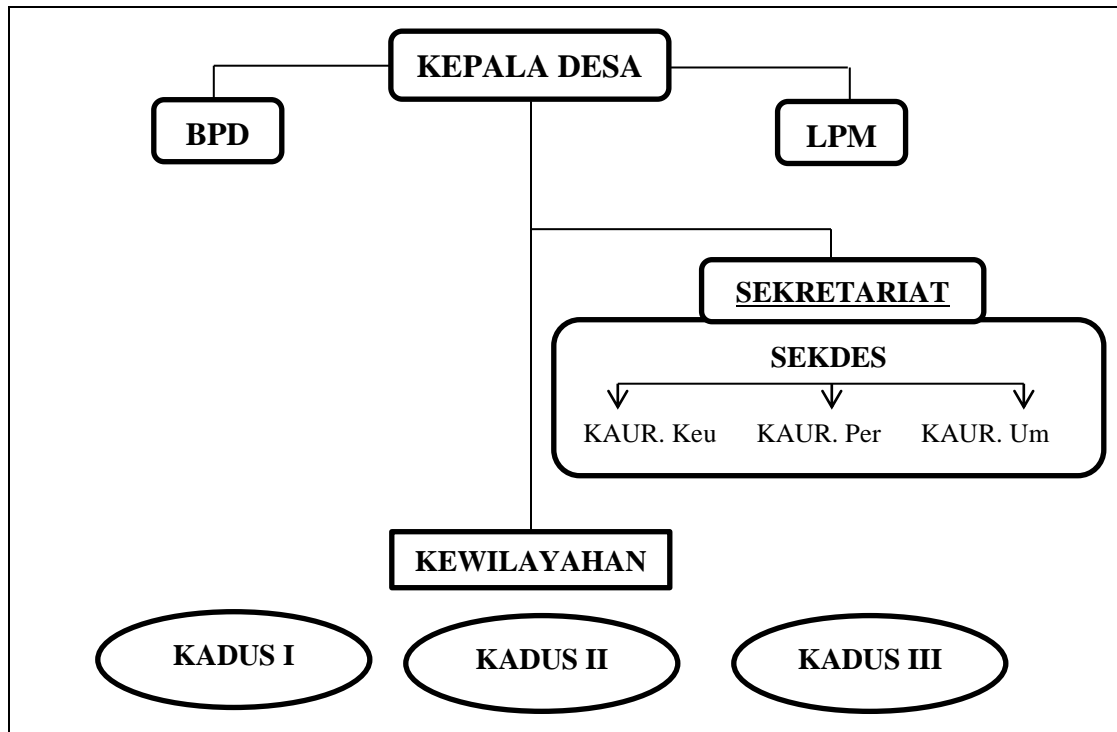 KEPALA DESA
BPD
LPM
SEKRETARIAT
SEKDES
KAUR. Keu
KAUR. Per
KAUR. Um
KEWILAYAHAN
KADUS I
KADUS II
KADUS III